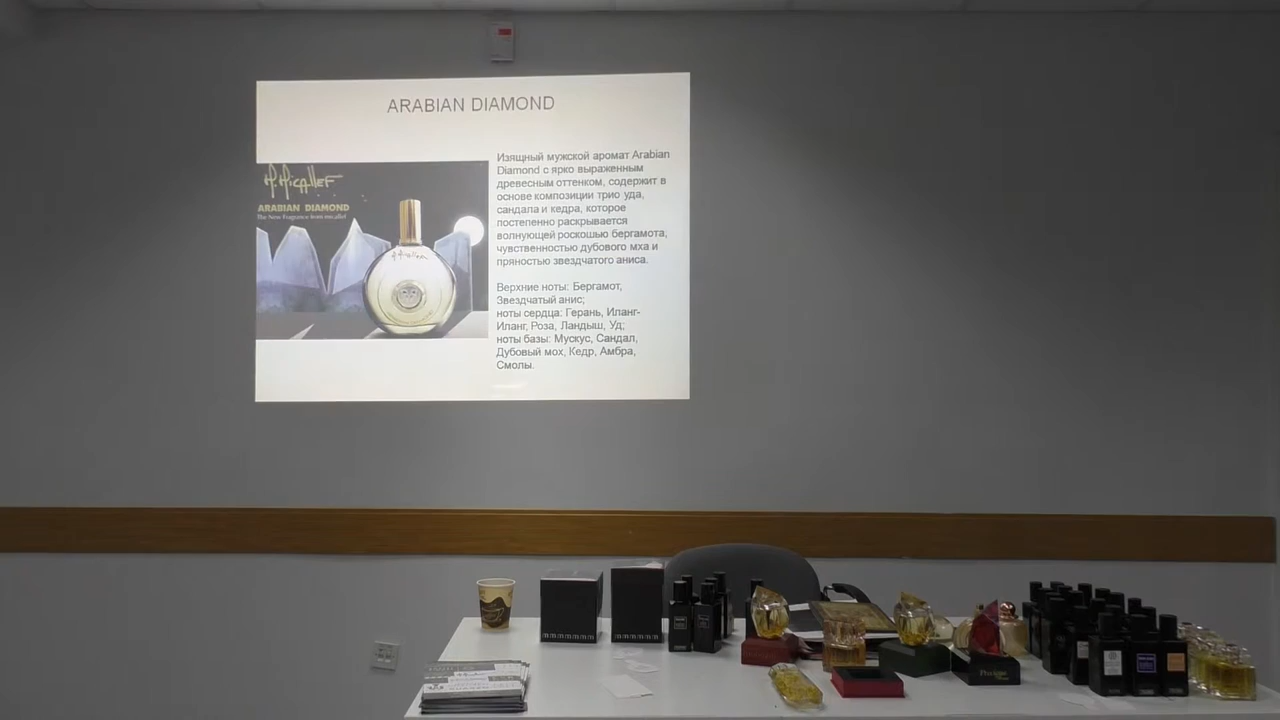 ARABIAN DIAMOND
M.Micallef
ARABIAN DIAMOND
The New Fragrance from micallef
Изящный мужской аромат Arabian
Diamond с ярко выраженным
древесным оттенком, содержит в
основе композиции трио уда,
сандала и кедра, которое
постепенно раскрывается
волнующей роскошью бергамота,
чувственностью дубового мха и
пряностью звездчатого аниса.
Верхние ноты: Бергамот,
Звездчатый анис;
ноты сердца: Герань, Иланг-
Иланг, Роза, Ландыш, Уд;
ноты базы: Мускус, Сандал,
Дубовый мох, Кедр, Амбра,
Смолы.